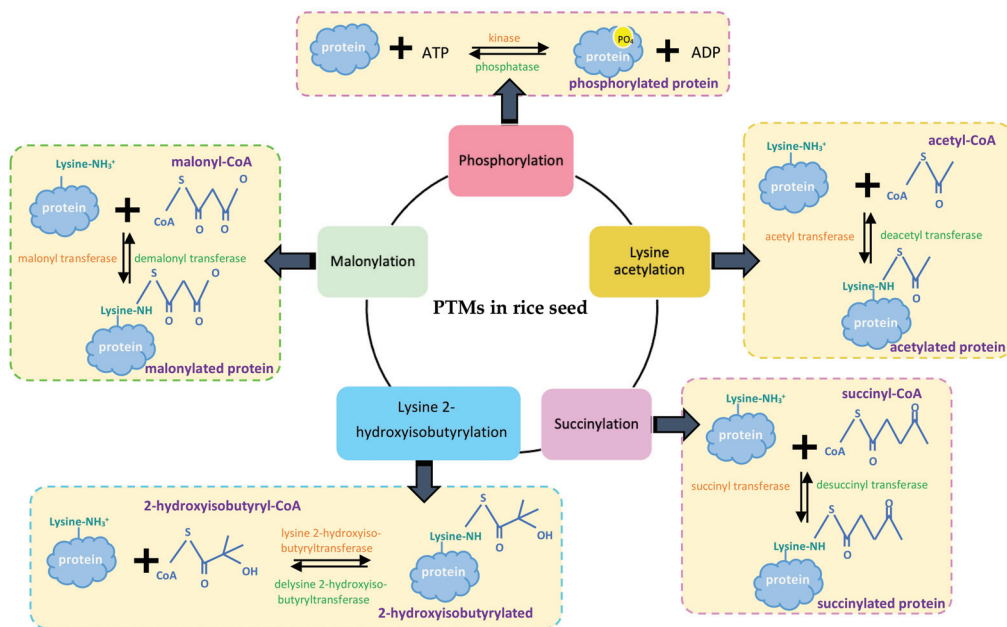 protein
+
ATP
kinase
phosphatase
protein
PO4
+
ADP
phosphorylated protein
Phosphorylation
Lysine-NH3+
malonyl-CoA
protein
+
S
O
CoA
O
O
malonyl transferase
demalonyl transferase
S
O
Lysine-NH
O
O
protein
malonylated protein
Malonylation
Lysine-NH3+
acetyl-CoA
protein
+
S
CoA
O
acetyl transferase
deacetyl transferase
S
Lysine-NH
O
protein
acetylated protein
Lysine
acetylation
PTMs in rice seed
Lysine 2-
hydroxyisobutyrylation
Succinylation
Lysine-NH3+
succinyl-CoA
protein
+
O
S
CoA
O
succinyl transferase
desuccinyl transferase
O
S
Lysine-NH
O
protein
succinylated protein
2-hydroxyisobutyryl-CoA
Lysine-NH3+
protein
+
S
CoA
O
OH
lysine 2-hydroxyiso-
butyryltransferase
delysine 2-hydroxyiso-
butyryltransferase
S
Lysine-NH
O
OH
protein
2-hydroxyisobutyrylated